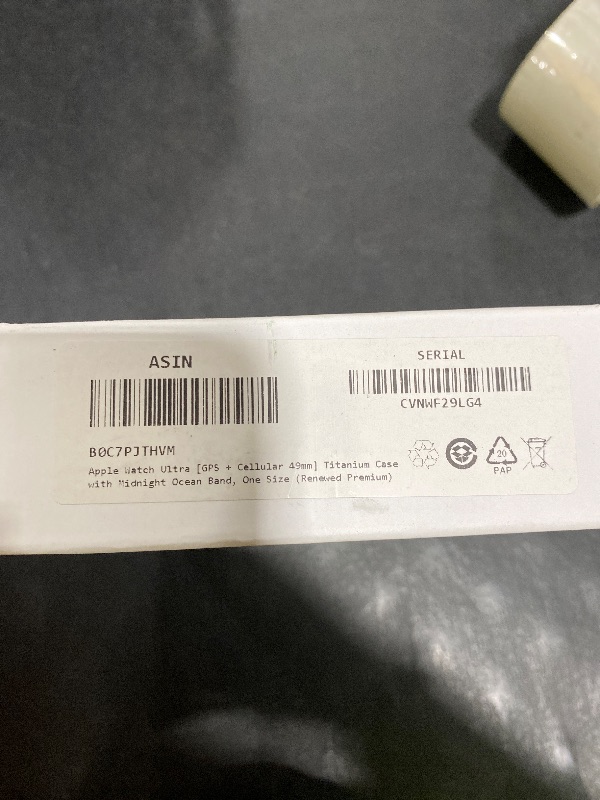 ASIN
B0C7PJTHVM
Apple Watch Ultra [GPS + Cellular 49mm] Titanium Case
with Midnight Ocean Band, One Size (Renewed Premium)
SERIAL
CVNWF29LG4
20
PAP